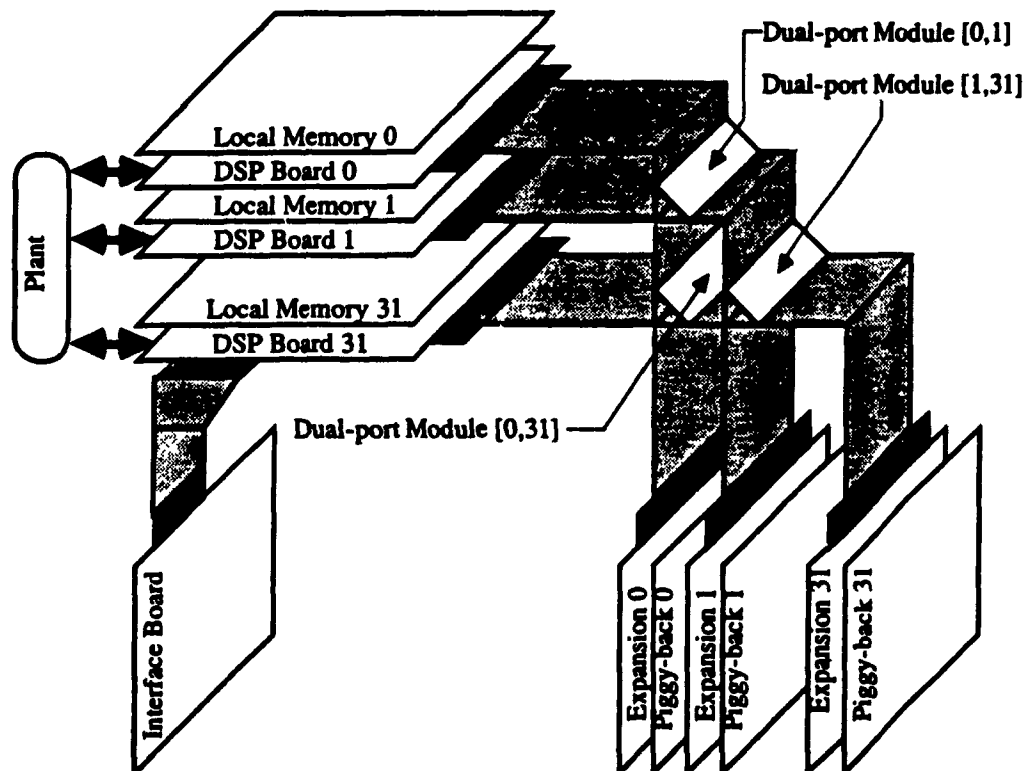 Dual-port Module [0,1]
Dual-port Module [1,31]
Local Memory 0
DSP Board 0
Local Memory 1
DSP Board 1
Local Memory 31
DSP Board 31
Plant
Dual-port Module [0,31]
Interface Board
Expansion 0
Piggy-back 0
Expansion 1
Piggy-back 1
Expansion 31
Piggy-back 31